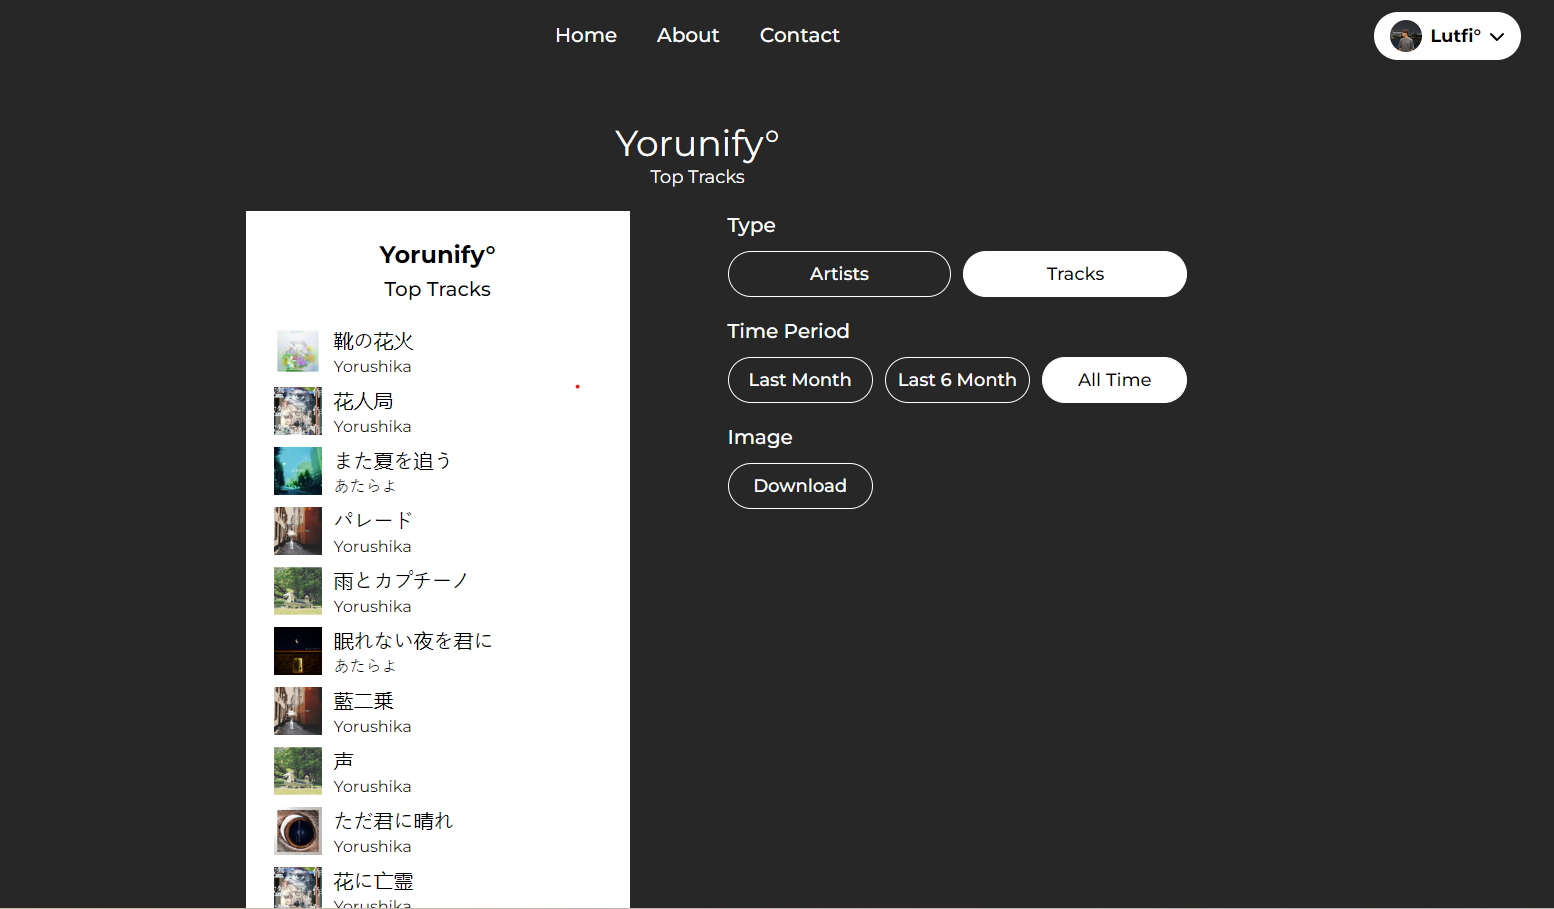 Home About Contact
Lutfi°
Yorunify°
Top Tracks
Yorunify°
Top Tracks
靴の花火
Yorushika
花人局
Yorushika
また夏を追う
あたらよ
パレード
Yorushika
雨とカプチーノ
Yorushika
眠れない夜を君に
あたらよ
藍二乗
Yorushika
声
Yorushika
ただ君に晴れ
Yorushika
花に亡霊
Yorushika
Type
Artists Tracks
Time Period
Last Month Last 6 Month All Time
Image
Download